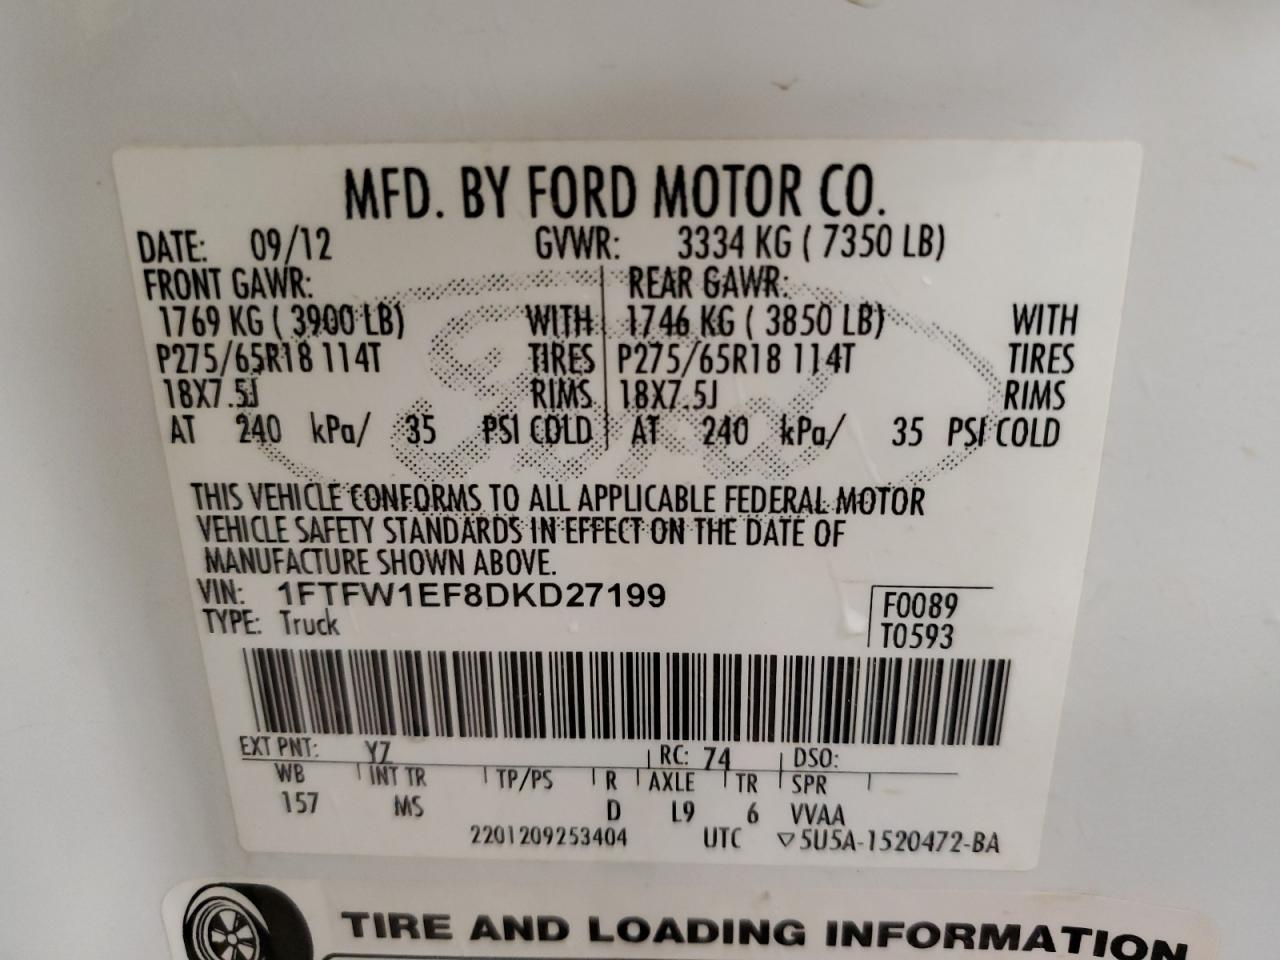 MFD. BY FORD MOTOR CO.
DATE: 09/12 GVWR: 3334 KG ( 7350 LB)
FRONT GAWR: REAR GAWR:
1769 KG ( 3900 LB) WITH 1746 KG ( 3850 LB) WITH
P275/65R18 114T TIRES P275/65R18 114T TIRES
18X7.5J RIMS 18X7.5J RIMS
AT 240 kPa/ 35 PSI COLD AT 240 kPa/ 35 PSI COLD
Ford
THIS VEHICLE CONFORMS TO ALL APPLICABLE FEDERAL MOTOR
VEHICLE SAFETY STANDARDS IN EFFECT ON THE DATE OF
MANUFACTURE SHOWN ABOVE.
VIN: 1FTFW1EF8DKD27199
TYPE: Truck
F0089
T0593
EXT PNT: YZ RC: 74 DSO:
WB INT TR TP/PS R AXLE TR SPR
157 MS D L9 6 VVAA
2201209253404 UTC ▽5U5A-1520472-BA
TIRE AND LOADING INFORMATION